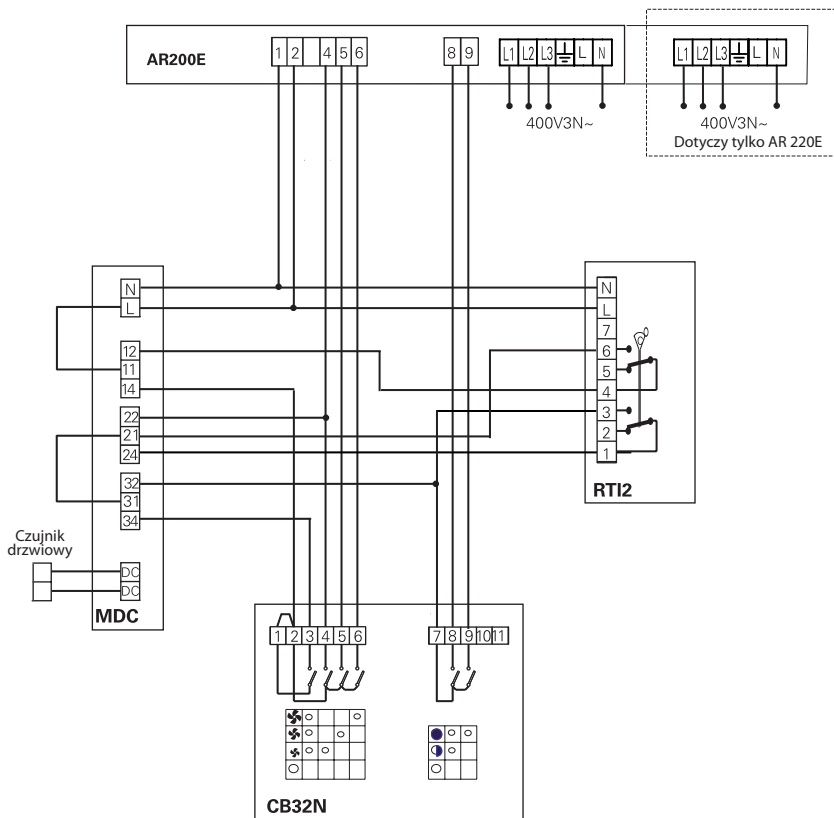 AR200E
1 2 4 5 6
8 9
L1 L2 L3 L N
L1 L2 L3 L N
400V3N~
400V3N~
Dotyczy tylko AR 220E
N
L
12
11
14
22
21
24
32
31
34
DC
DC
MDC
Czujnik
drzwiowy
N
L
7
6
5
4
3
2
1
RTI2
1 2 3 4 5 6
7 8 9 10 11
CB32N